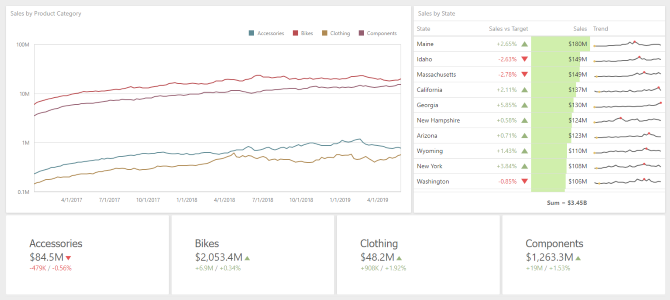 Sales by Product Category
Accessories Bikes Clothing Components
100M
10M
1M
0.1M
4/1/2017 7/1/2017 10/1/2017 1/1/2018 4/1/2018 7/1/2018 10/1/2018 1/1/2019 4/1/2019
Sales by State
State Sales vs Target Sales Trend
Maine +2.65% $180M
Idaho -2.63% $149M
Massachusetts -2.78% $149M
California +2.11% $137M
Georgia +5.85% $130M
New Hampshire +0.58% $124M
Arizona +0.71% $123M
Wyoming +1.43% $110M
New York +3.84% $108M
Washington -0.85% $106M
Sum = $3.45B
Accessories
$84.5M
-479K / -0.56%
Bikes
$2,053.4M
+6.9M / +0.34%
Clothing
$48.2M
+900K / +1.92%
Components
$1,263.3M
+19M / +1.53%